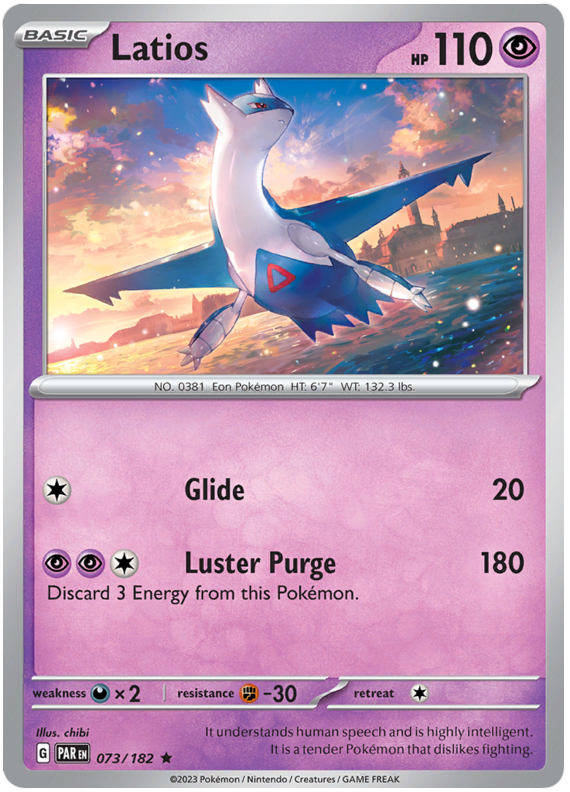 BASIC Latios HP 110
NO. 0381 Eon Pokémon HT: 6'7" WT: 132.3 lbs.
Glide 20
Luster Purge 180
Discard 3 Energy from this Pokémon.
weakness ×2 resistance -30 retreat
Illus. chibi
G PAR EN 073/182
It understands human speech and is highly intelligent.
It is a tender Pokémon that dislikes fighting.
©2023 Pokémon / Nintendo / Creatures / GAME FREAK